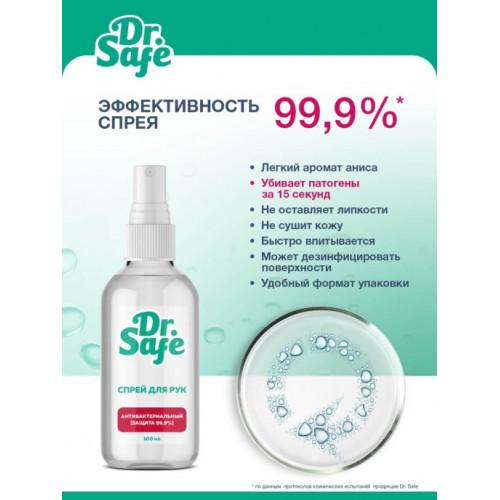 Dr.
Safe
ЭФФЕКТИВНОСТЬ
СПРЕЯ
99,9%*
• Легкий аромат аниса
• Убивает патогены
за 15 секунд
• Не оставляет липкости
• Не сушит кожу
• Быстро впитывается
• Может дезинфицировать
поверхности
• Удобный формат упаковки
Dr.
Safe
СПРЕЙ ДЛЯ РУК
АНТИБАКТЕРИАЛЬНЫЙ
(ЗАЩИТА 99,9%)
100 мл
* по данным протоколов клинических испытаний продукции Dr. Safe